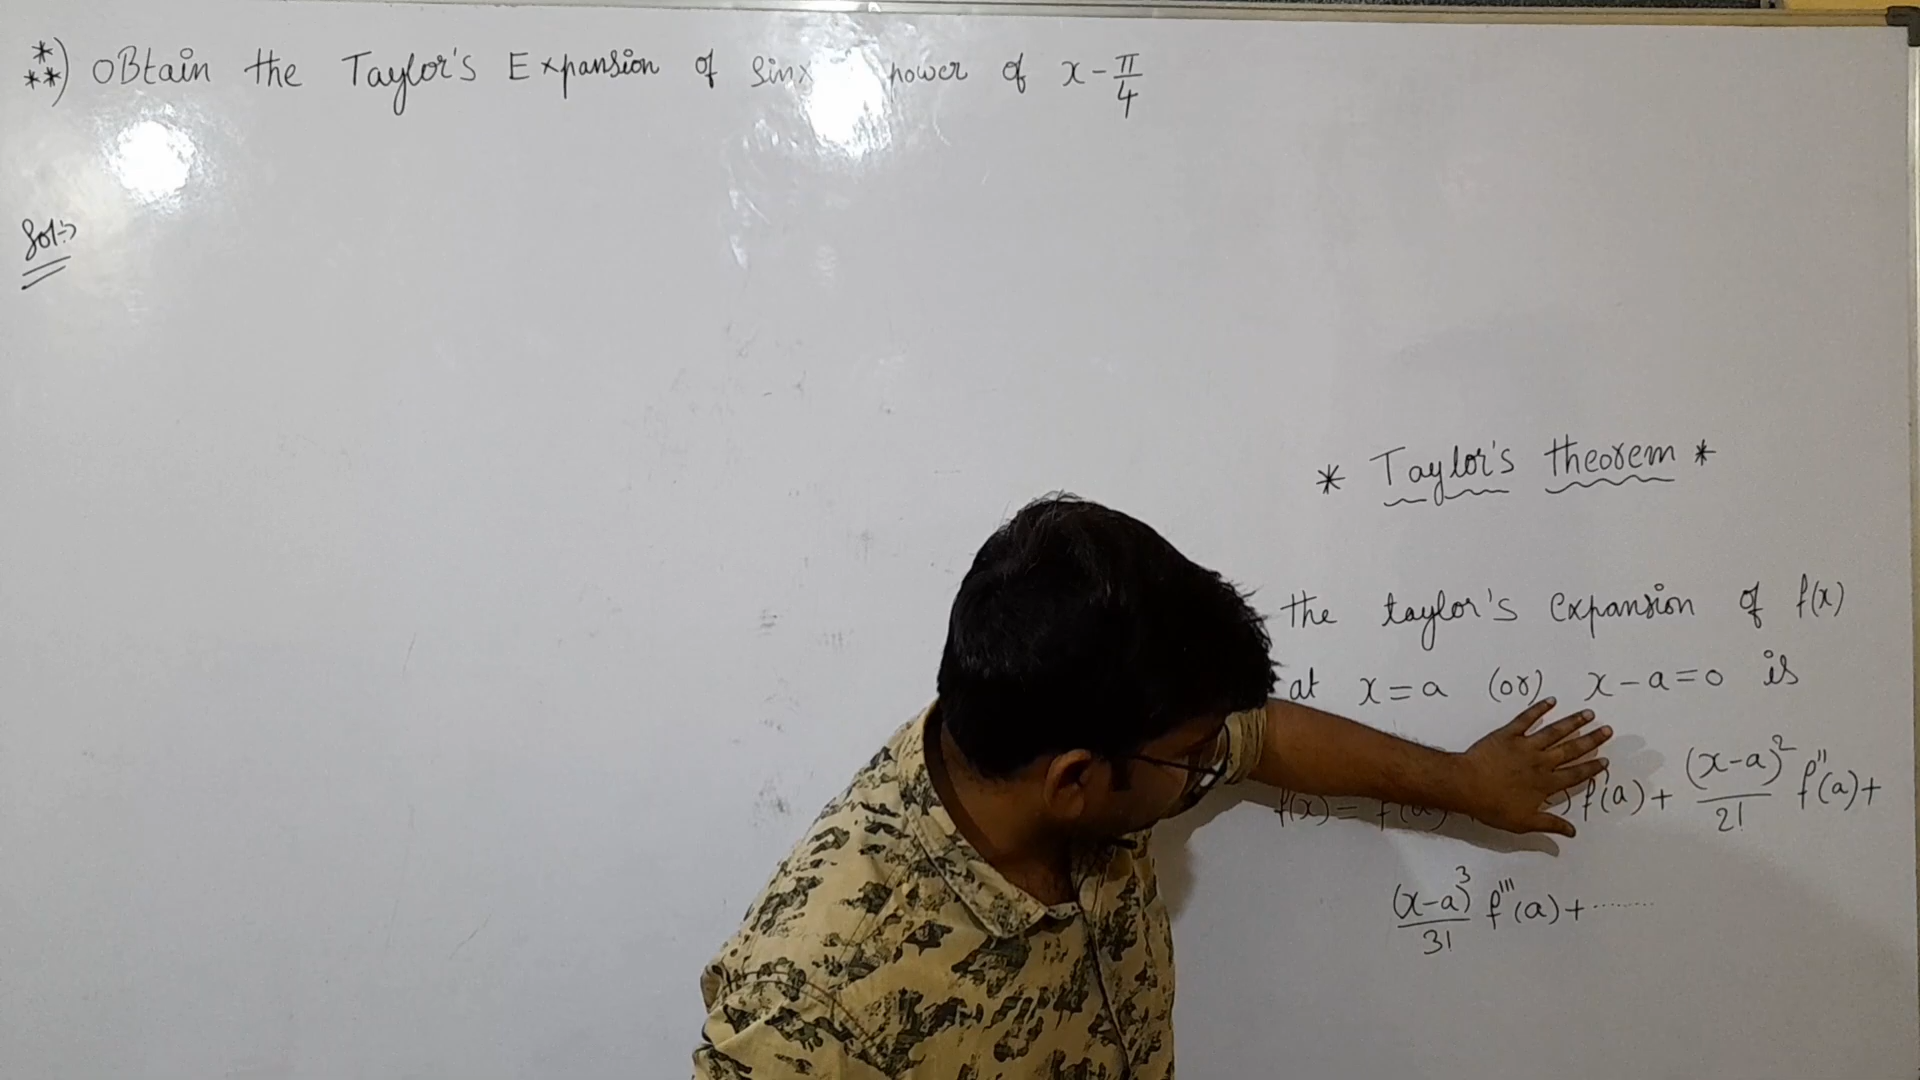 ***) OBtain the Taylor's Expansion of sinx power of x - π/4
Sol:-
* Taylor's theorem *
the taylor's expansion of f(x)
at x = a (or) x - a = 0 is
f(x) = f(a) f'(a) + (x-a)²/2! f''(a) +
(x-a)³/3! f'''(a) + ........